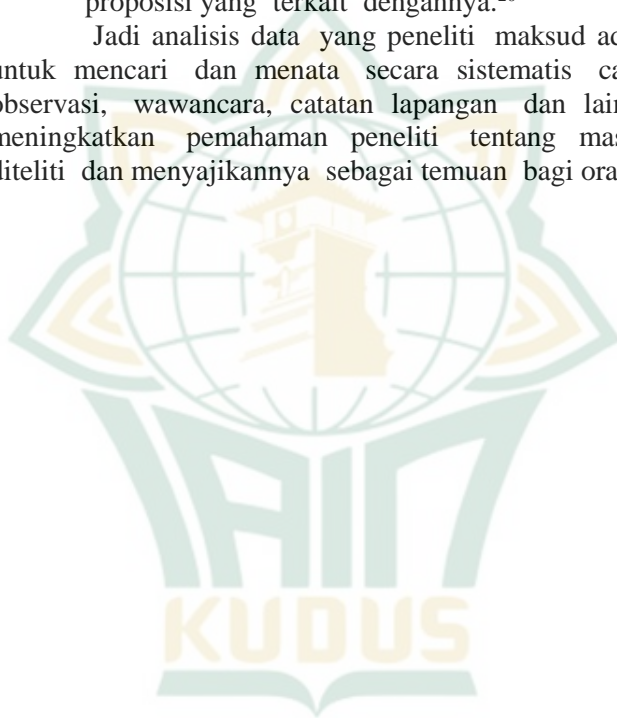 proposisi yang terkait dengannya.
Jadi analisis data yang peneliti maksud
untuk mencari dan menata secara sistematis
observasi, wawancara, catatan lapangan dan
meningkatkan pemahaman peneliti tentang
diteliti dan menyajikannya sebagai temuan bagi
IAIN
KUDUS